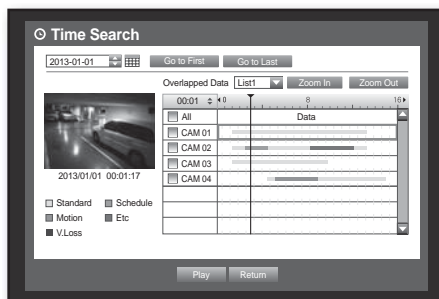 Time Search
2013-01-01 Go to First Go to Last
Overlapped Data List1 Zoom In Zoom Out
00:01 0 8 16
All Data
CAM 01
CAM 02
CAM 03
CAM 04
2013/01/01 00:01:17
Standard Schedule
Motion Etc
V.Loss
Play Return